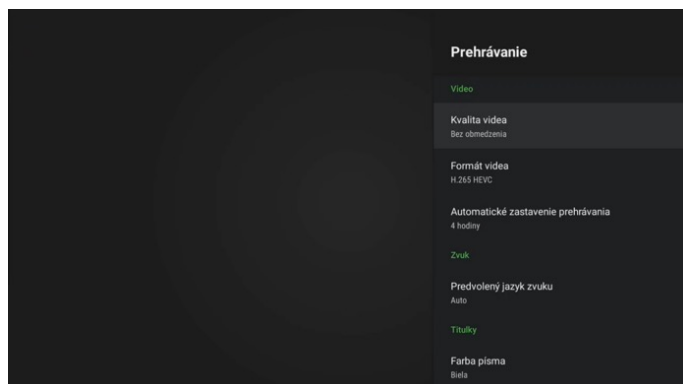 Prehrávanie
Video
Kvalita videa
Bez obmedzenia
Formát videa
H.265 HEVC
Automatické zastavenie prehrávania
4 hodiny
Zvuk
Predvolený jazyk zvuku
Auto
Titulky
Farba písma
Biela